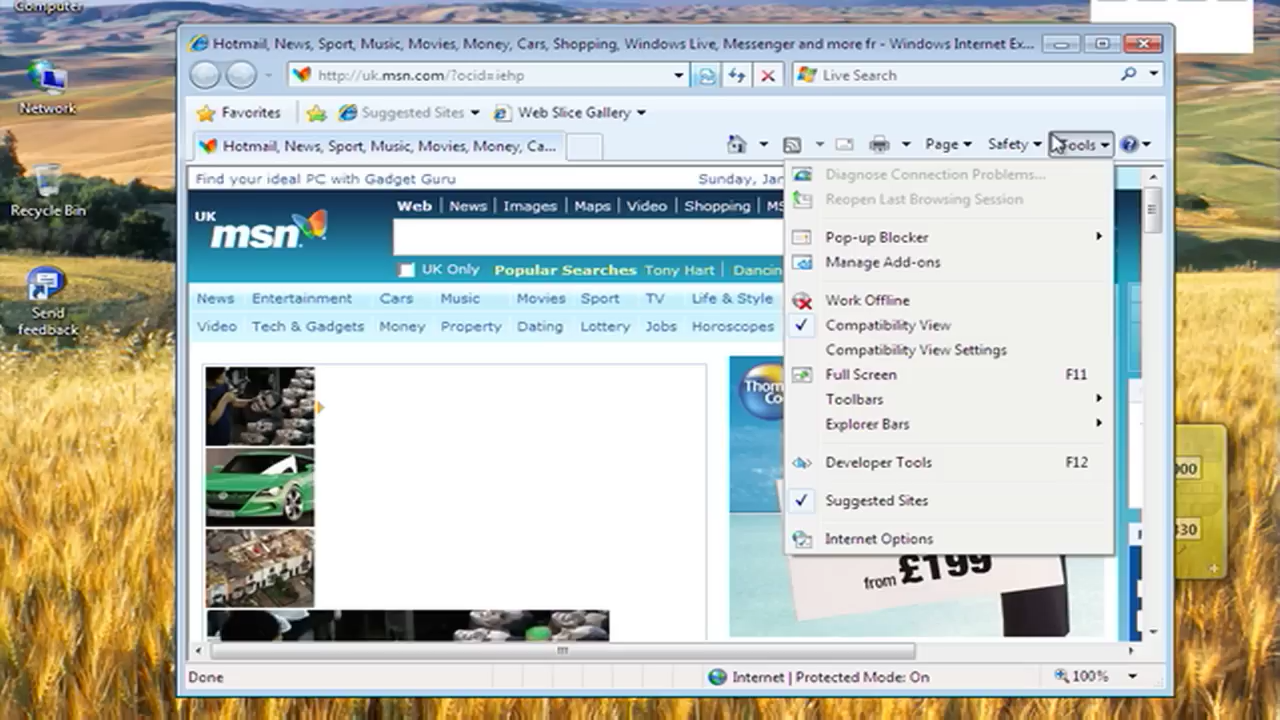 Computer
Hotmail, News, Sport, Music, Movies, Money, Cars, Shopping, Windows Live, Messenger and more fr - Windows Internet Ex...
http://uk.msn.com/?ocid=iehp
Live Search
Network
Favorites
Suggested Sites
Web Slice Gallery
Hotmail, News, Sport, Music, Movies, Money, Ca...
Page
Safety
Tools
Find your ideal PC with Gadget Guru
Sunday, Jan
Diagnose Connection Problems...
Reopen Last Browsing Session
Recycle Bin
UK
msn
Web News Images Maps Video Shopping MS
Pop-up Blocker
Manage Add-ons
UK Only
Popular Searches Tony Hart
News Entertainment Cars Music Movies Sport TV Life & Style
Work Offline
Send
feedback
Video Tech & Gadgets Money Property Dating Lottery Jobs Horoscopes
Compatibility View
Compatibility View Settings
Full Screen F11
Toolbars
Explorer Bars
Developer Tools F12
Suggested Sites
Internet Options
from £199
Done
Internet | Protected Mode: On
100%